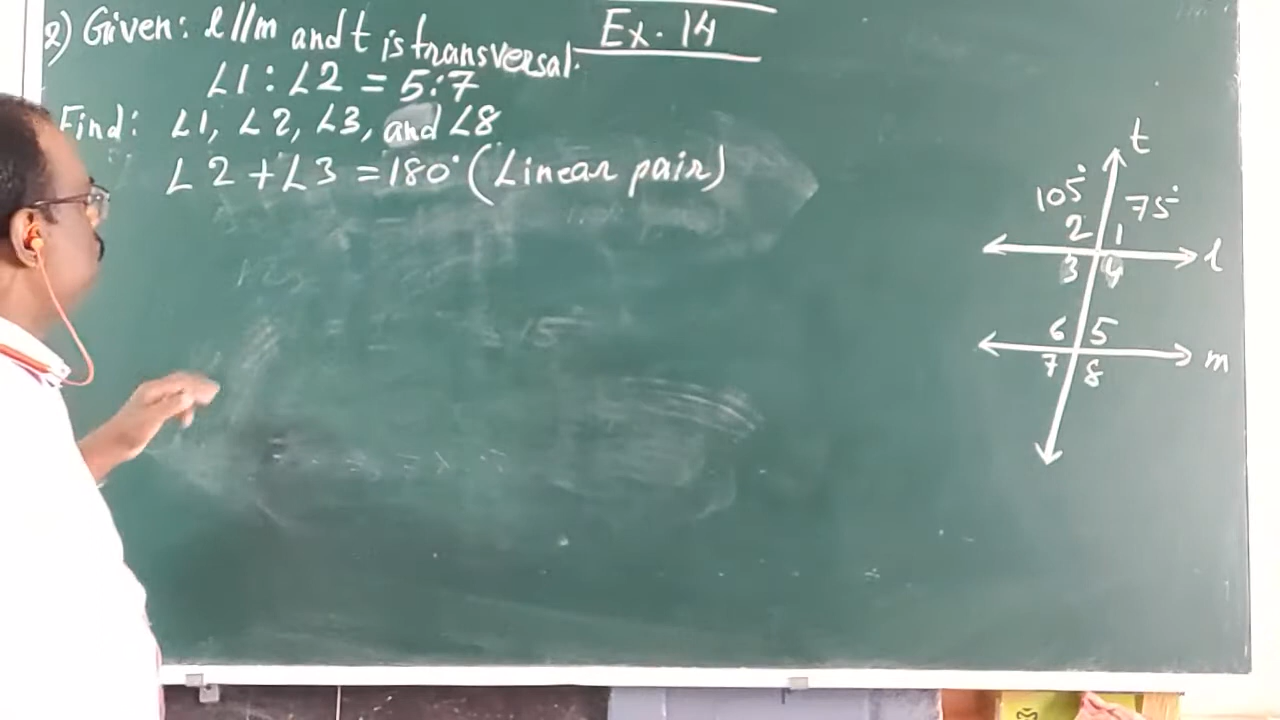 2) Given: l||m and t is transversal.
Ex. 14
∠1 : ∠2 = 5:7
Find: ∠1, ∠2, ∠3, and ∠8
∠2 + ∠3 = 180° (Linear pair)
t
105° 75°
2 1
l
3 4
6 5
m
7 8